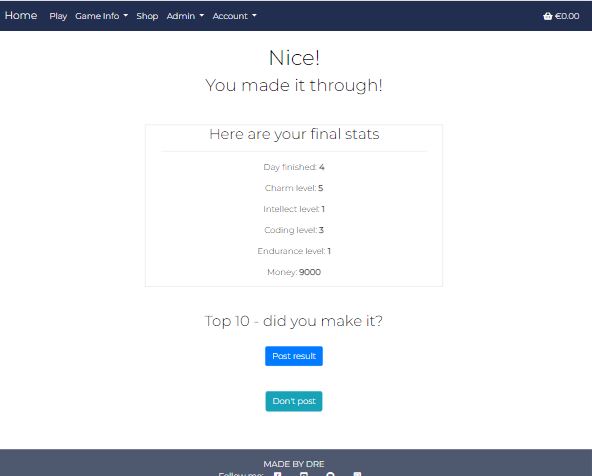 Home Play Game Info Shop Admin Account €0.00
Nice!
You made it through!
Here are your final stats
Day finished: 4
Charm level: 5
Intellect level: 1
Coding level: 3
Endurance level: 1
Money: 9000
Top 10 - did you make it?
Post result
Don't post
MADE BY DRE
Follow me: